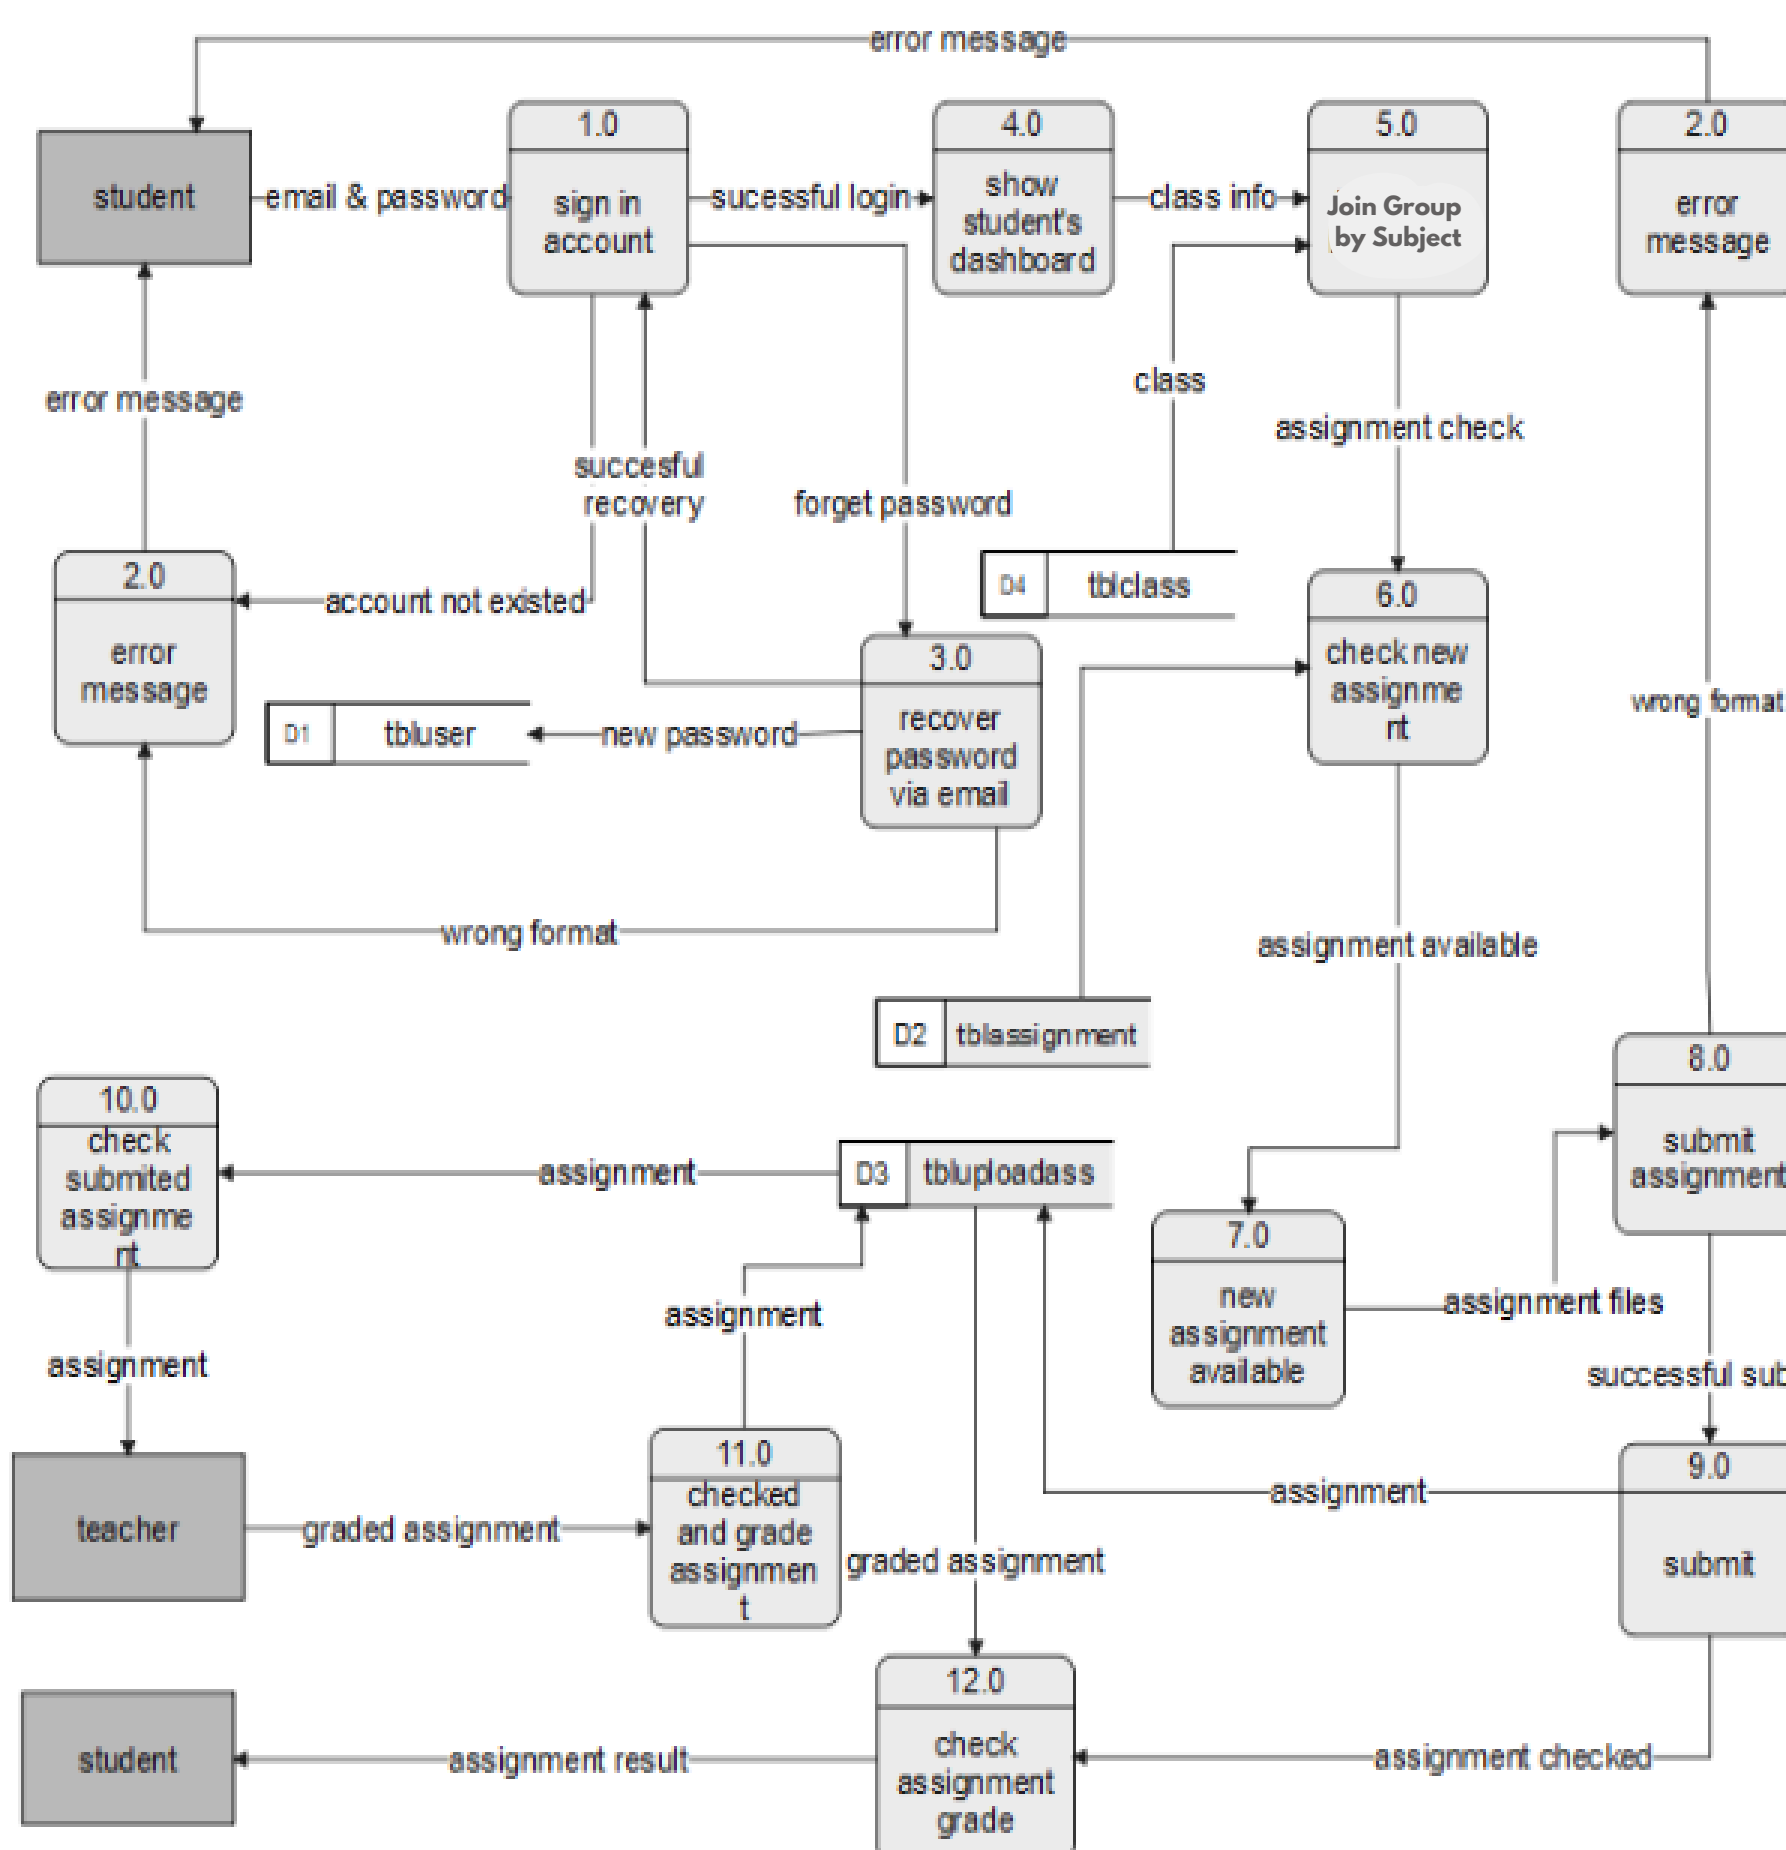 error message
1.0
4.0
5.0
2.0
student
email & password
sign in
account
sucessful login
show
student's
dashboard
class info
Join Group
by Subject
error
message
error message
class
assignment check
succesful
recovery
forget password
2.0
error
message
account not existed
D4
tblclass
6.0
check new
assignme
nt
3.0
recover
password
via email
D1
tbluser
new password
wrong format
wrong format
assignment available
D2
tblassignment
8.0
submit
assignment
10.0
check
submited
assignme
nt
assignment
D3
tbluploadass
7.0
new
assignment
available
assignment files
assignment
assignment
successful sub
11.0
checked
and grade
assignmen
t
9.0
submit
assignment
teacher
graded assignment
graded assignment
12.0
check
assignment
grade
student
assignment result
assignment checked